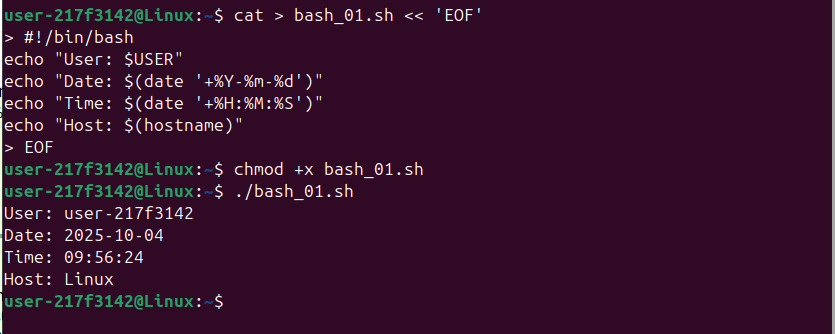 user-217f3142@Linux:~$ cat > bash_01.sh << 'EOF'
> #!/bin/bash
echo "User: $USER"
echo "Date: $(date '+%Y-%m-%d')"
echo "Time: $(date '+%H:%M:%S')"
echo "Host: $(hostname)"
> EOF
user-217f3142@Linux:~$ chmod +x bash_01.sh
user-217f3142@Linux:~$ ./bash_01.sh
User: user-217f3142
Date: 2025-10-04
Time: 09:56:24
Host: Linux
user-217f3142@Linux:~$